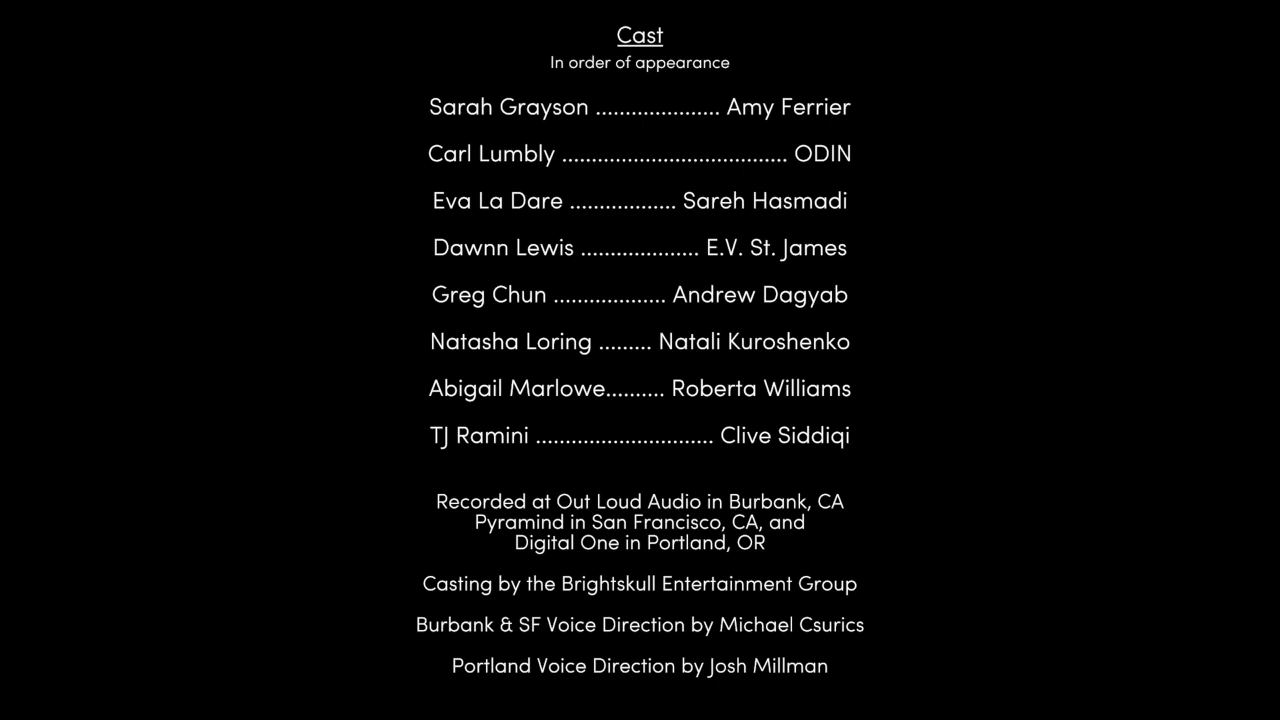 Cast
In order of appearance
Sarah Grayson ..................... Amy Ferrier
Carl Lumbly ...................................... ODIN
Eva La Dare .................. Sareh Hasmadi
Dawnn Lewis .................... E.V. St. James
Greg Chun ................... Andrew Dagyab
Natasha Loring ......... Natali Kuroshenko
Abigail Marlowe.......... Roberta Williams
TJ Ramini .............................. Clive Siddiqi
Recorded at Out Loud Audio in Burbank, CA
Pyramind in San Francisco, CA, and
Digital One in Portland, OR
Casting by the Brightskull Entertainment Group
Burbank & SF Voice Direction by Michael Csurics
Portland Voice Direction by Josh Millman